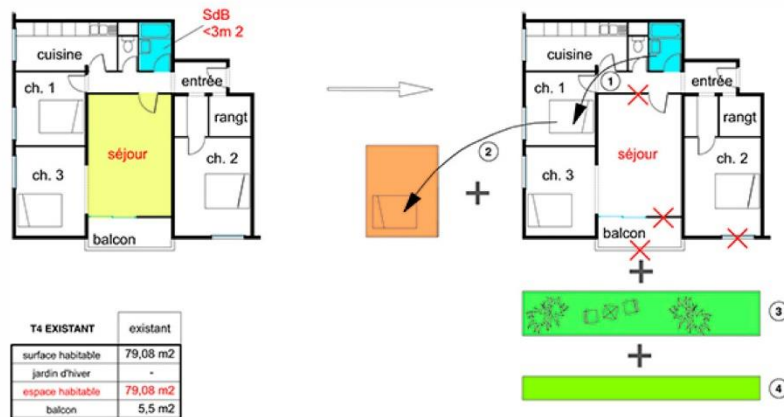 SdB
<3m 2
cuisine
ch. 1
entrée
rangt
séjour
ch. 3
ch. 2
balcon
T4 EXISTANT existant
surface habitable 79,08 m2
jardin d'hiver -
espace habitable 79,08 m2
balcon 5,5 m2
cuisine
1
ch. 1
entrée
rangt
2
séjour
ch. 3
ch. 2
balcon
+
+
3
+
4